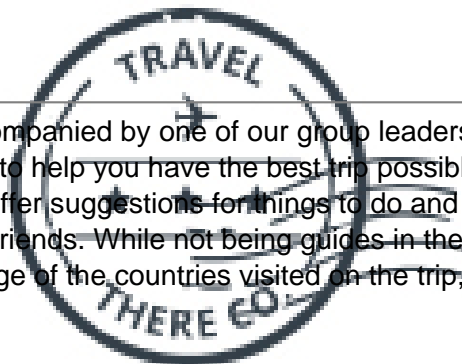 TRAVEL
ompanied by one of our group leaders
to help you have the best trip possibl
ffer suggestions for things to do and
riends. While not being guides in the
ge of the countries visited on the trip,
THERE CO.